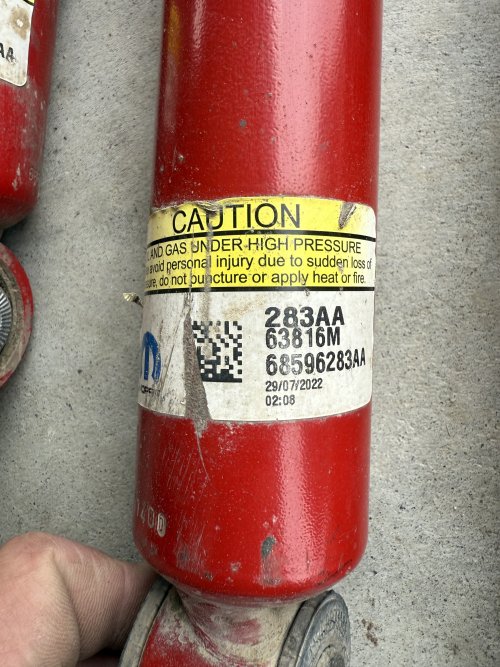 AA
CAUTION
AND GAS UNDER HIGH PRESSURE
avoid personal injury due to sudden loss of
do not puncture or apply heat or fire.
283AA
63816M
68596283AA
29/07/2022
02:08